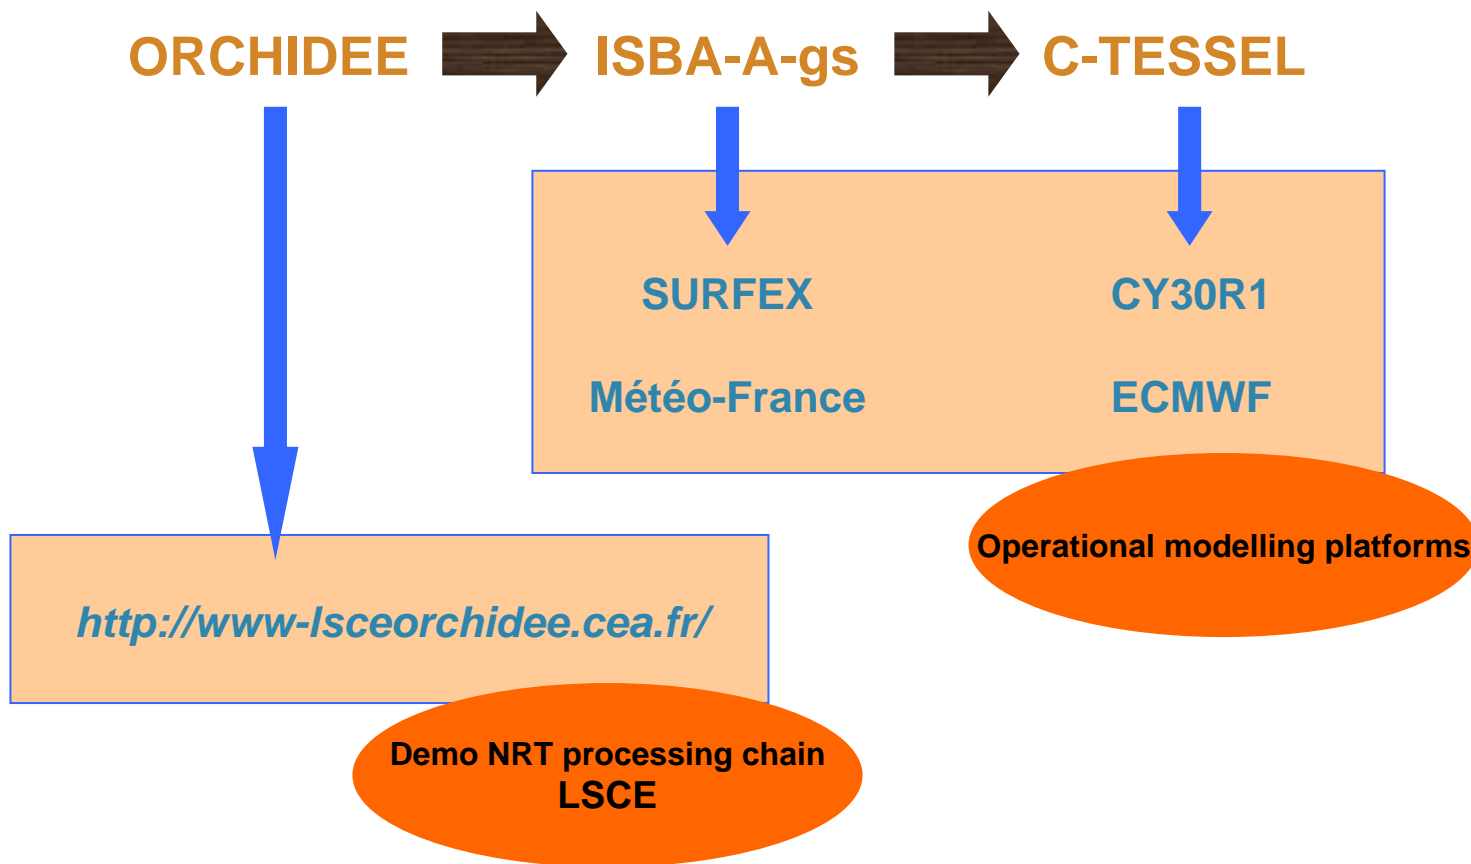 ORCHIDEE
ISBA-A-gs
C-TESSEL
SURFEX
CY30R1
Météo-France
ECMWF
Operational modelling platforms
http://www-lsceorchidee.cea.fr/
Demo NRT processing chain
LSCE